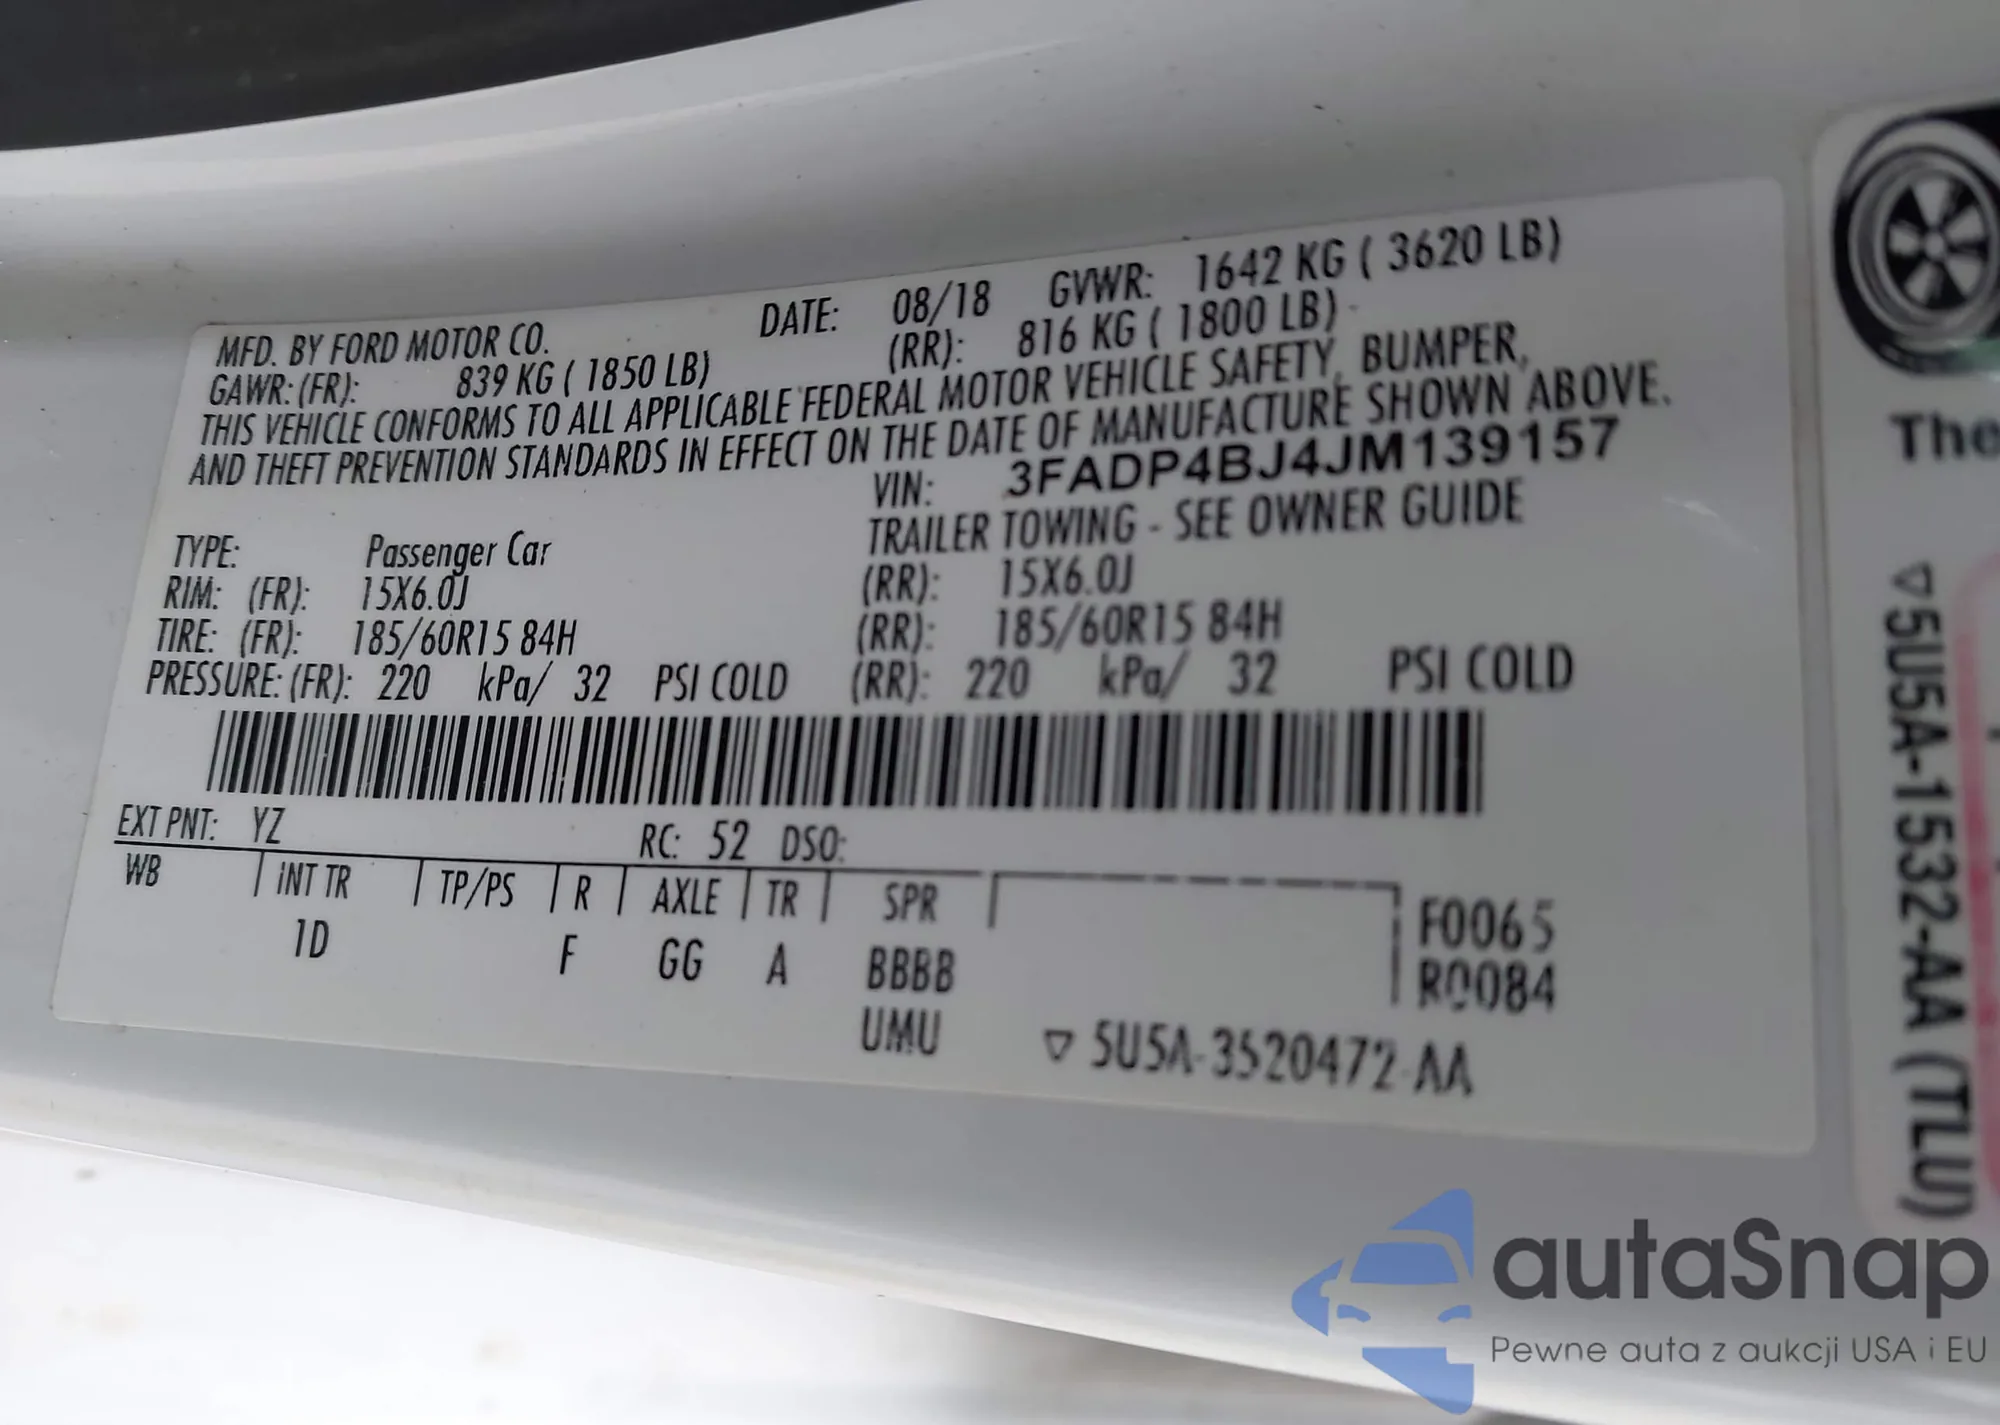 MFD. BY FORD MOTOR CO. DATE: 08/18 GVWR: 1642 KG ( 3620 LB)
GAWR: (FR): 839 KG ( 1850 LB) (RR): 816 KG ( 1800 LB)
THIS VEHICLE CONFORMS TO ALL APPLICABLE FEDERAL MOTOR VEHICLE SAFETY, BUMPER,
AND THEFT PREVENTION STANDARDS IN EFFECT ON THE DATE OF MANUFACTURE SHOWN ABOVE.
VIN: 3FADP4BJ4JM139157
TYPE: Passenger Car TRAILER TOWING - SEE OWNER GUIDE
RIM: (FR): 15X6.0J (RR): 15X6.0J
TIRE: (FR): 185/60R15 84H (RR): 185/60R15 84H
PRESSURE: (FR): 220 kPa/ 32 PSI COLD (RR): 220 kPa/ 32 PSI COLD
EXT PNT: YZ RC: 52 DSO:
WB INT TR TP/PS R AXLE TR SPR
1D F GG A BBBB
UMU
F0065
R0084
▽ 5U5A-3520472-AA
The
▽5U5A-1532-AA (TLU)
autaSnap
Pewne auta z aukcji USA i EU